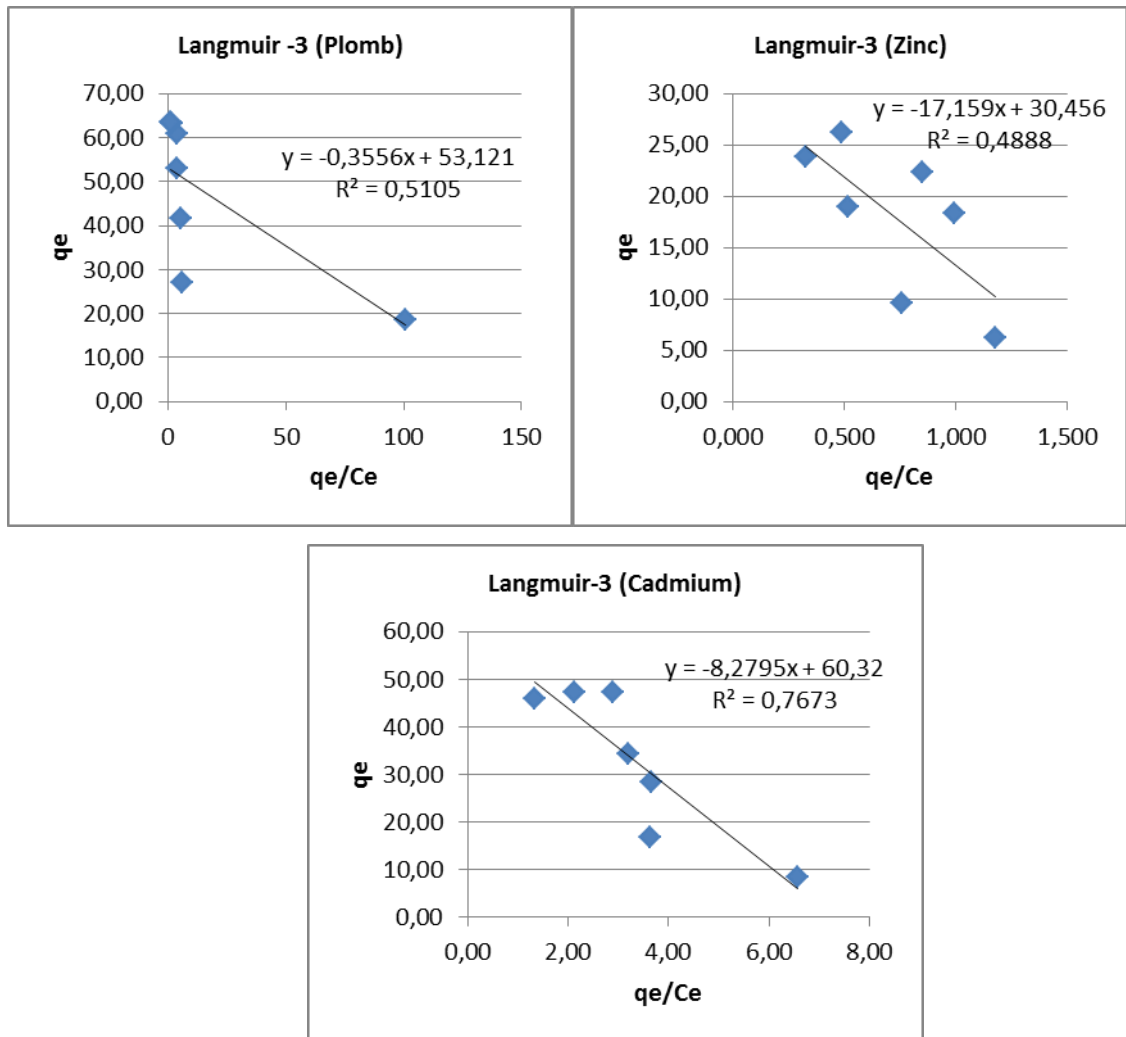 Langmuir -3 (Plomb)
70,00
60,00
50,00
40,00
30,00
20,00
10,00
0,00
qe
y = -0,3556x + 53,121
R² = 0,5105
0 50 100 150
qe/Ce
Langmuir-3 (Zinc)
30,00
25,00
20,00
15,00
10,00
5,00
0,00
qe
y = -17,159x + 30,456
R² = 0,4888
0,000 0,500 1,000 1,500
qe/Ce
Langmuir-3 (Cadmium)
60,00
50,00
40,00
30,00
20,00
10,00
0,00
qe
y = -8,2795x + 60,32
R² = 0,7673
0,00 2,00 4,00 6,00 8,00
qe/Ce